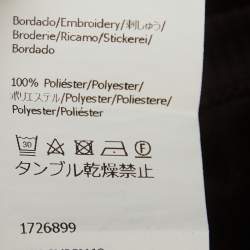 Bordado/Embroidery/刺しゅう/
Broderie/Ricamo/Stickerei/
Bordado
100% Poliéster/Polyester/
ポリエステル/Polyester/Poliestere/
Polyester/Poliéster
30 F
タンブル乾燥禁止
1726899